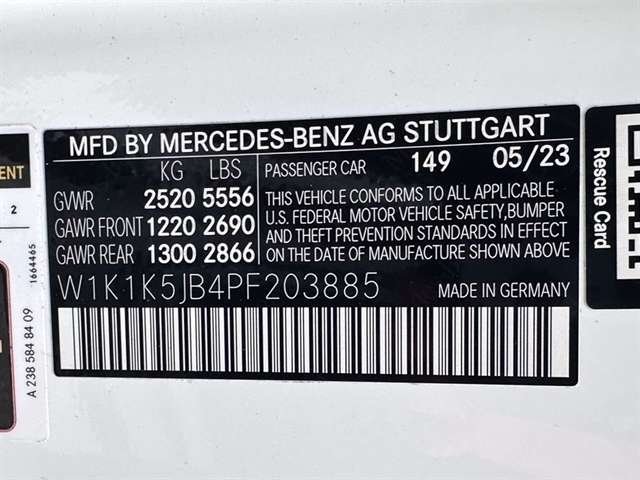 MFD BY MERCEDES-BENZ AG STUTTGART
KG LBS
PASSENGER CAR 149 05/23
GVWR 2520 5556
GAWR FRONT 1220 2690
GAWR REAR 1300 2866
THIS VEHICLE CONFORMS TO ALL APPLICABLE
U.S. FEDERAL MOTOR VEHICLE SAFETY, BUMPER
AND THEFT PREVENTION STANDARDS IN EFFECT
ON THE DATE OF MANUFACTURE SHOWN ABOVE.
W1K1K5JB4PF203885 MADE IN GERMANY
Rescue Card
2
1664465
A 238 584 84 09